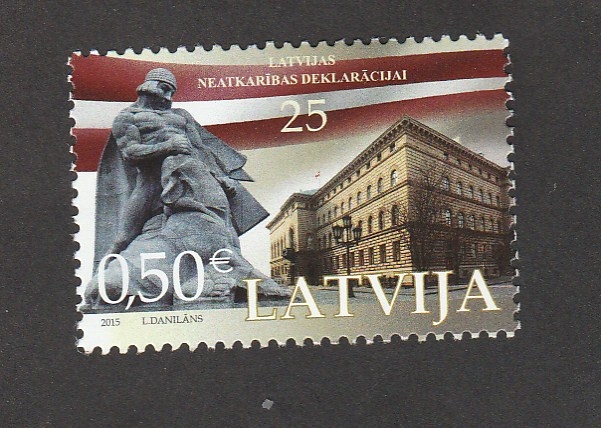 LATVIJAS
NEATKARĪBAS DEKLARĀCIJAI
25
0,50€
LATVIJA
2015 L.DANILĀNS